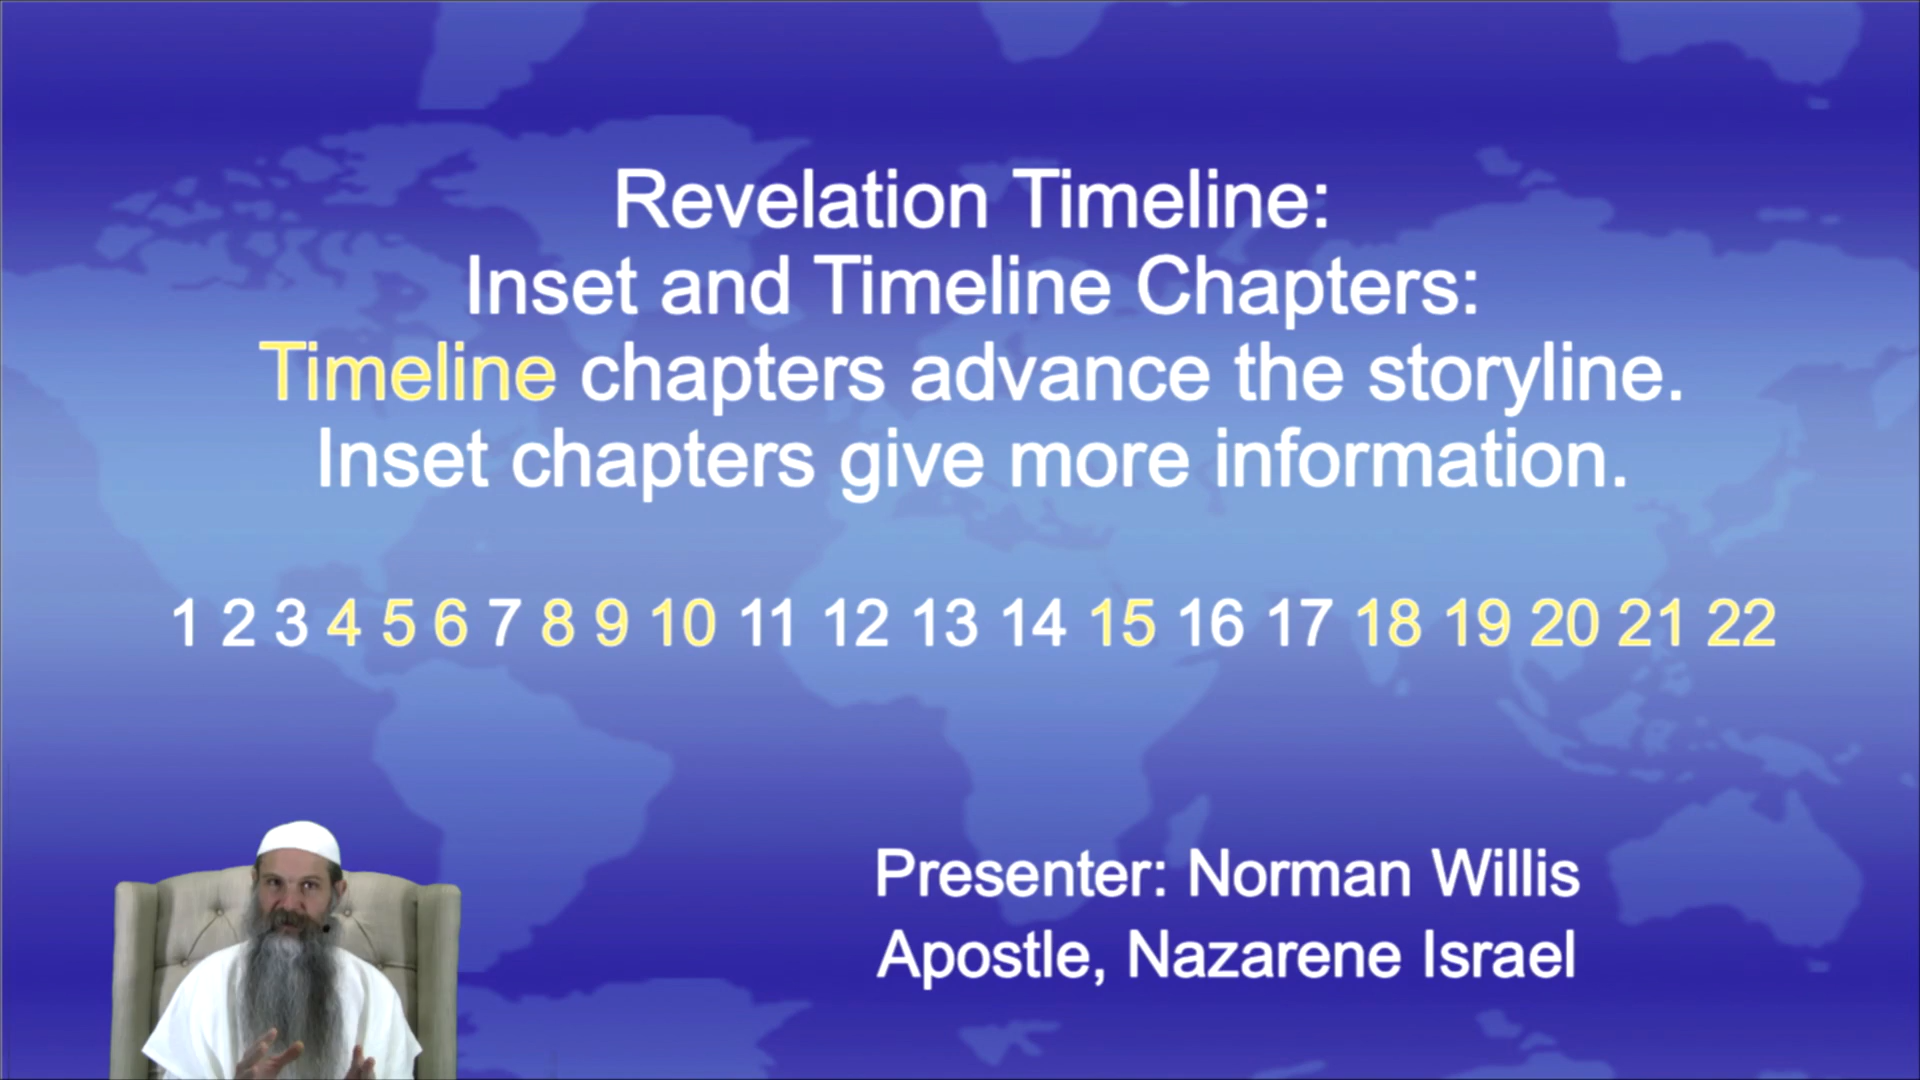 Revelation Timeline:
Inset and Timeline Chapters:
Timeline chapters advance the storyline.
Inset chapters give more information.
1 2 3 4 5 6 7 8 9 10 11 12 13 14 15 16 17 18 19 20 21 22
Presenter: Norman Willis
Apostle, Nazarene Israel